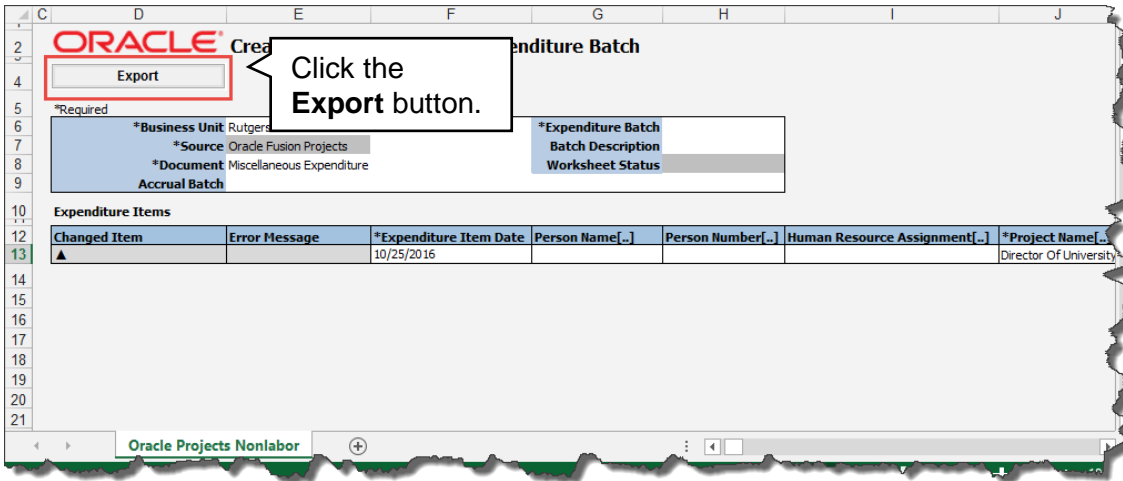 C D E F G H I J
2 ORACLE Crea nditure Batch
Click the
Export button.
4 Export
5 *Required
6 *Business Unit Rutgers *Expenditure Batch
7 *Source Oracle Fusion Projects Batch Description
8 *Document Miscellaneous Expenditure Worksheet Status
9 Accrual Batch
10 Expenditure Items
12 Changed Item Error Message *Expenditure Item Date Person Name[..] Person Number[..] Human Resource Assignment[..] *Project Name[..
13 ▲ 10/25/2016 Director Of University
14
15
16
17
18
19
20
21
Oracle Projects Nonlabor